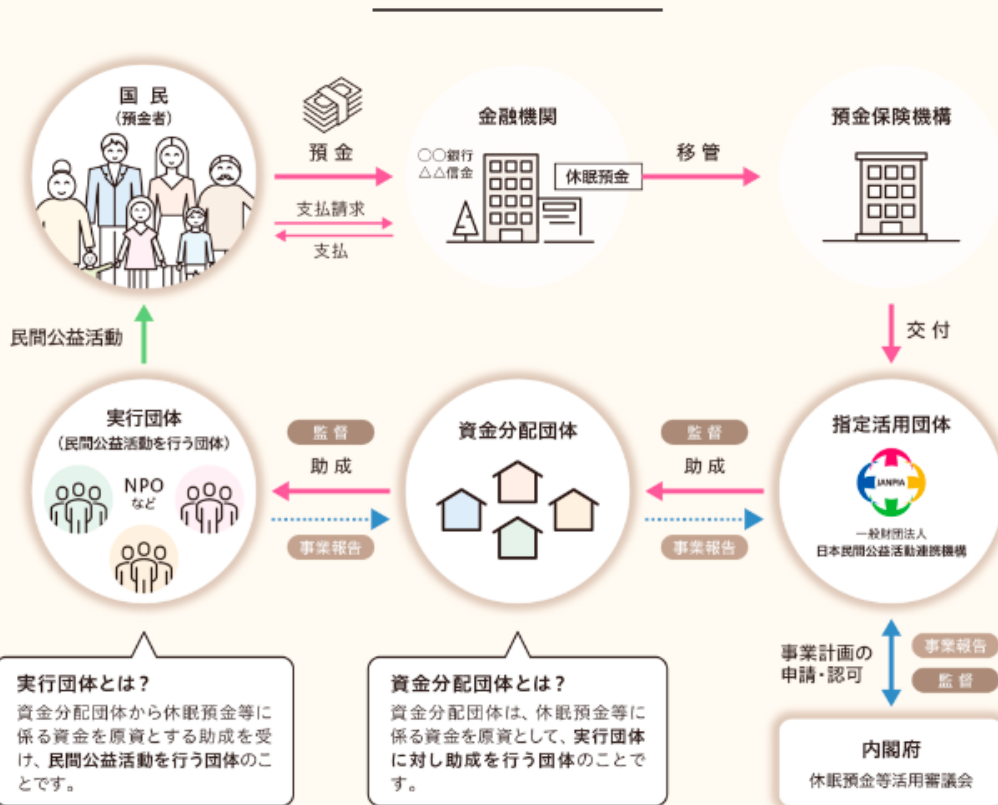 国 民
(預金者)
預 金
支払請求
支払
金融機関
〇〇銀行
△△信金
休眠預金
移 管
預金保険機構
交 付
民間公益活動
実行団体
(民間公益活動を行う団体)
NPO
など
監 督
助 成
事業報告
資金分配団体
監 督
助 成
事業報告
指定活用団体
JANPIA
一般財団法人
日本民間公益活動連携機構
事業計画の
申請・認可
事業報告
監 督
内閣府
休眠預金等活用審議会
実行団体とは？
資金分配団体から休眠預金等に
係る資金を原資とする助成を受
け、民間公益活動を行う団体のこ
とです。
資金分配団体とは？
資金分配団体は、休眠預金等に
係る資金を原資として、実行団体
に対し助成を行う団体のことで
す。